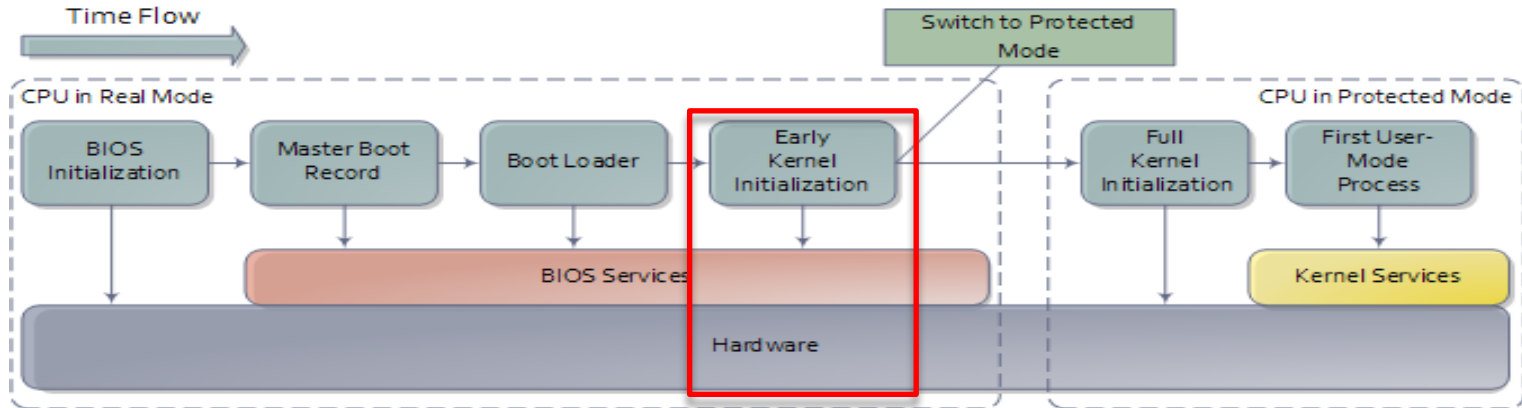 Time Flow
Switch to Protected
Mode
CPU in Real Mode
CPU in Protected Mode
BIOS
Initialization
Master Boot
Record
Boot Loader
Early
Kernel
Initialization
Full
Kernel
Initialization
First User-
Mode
Process
BIOS Services
Kernel Services
Hardware